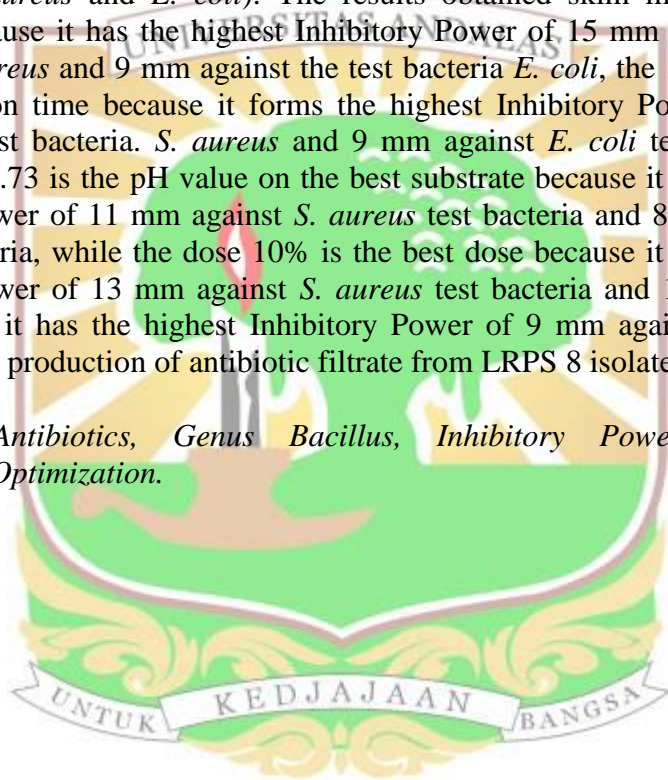 aureus and E. coli). The results obtained skim m
ause it has the highest Inhibitory Power of 15 mm
UNIVERSITAS ANDALAS
reus and 9 mm against the test bacteria E. coli, the
on time because it forms the highest Inhibitory Po
st bacteria. S. aureus and 9 mm against E. coli te
.73 is the pH value on the best substrate because it
wer of 11 mm against S. aureus test bacteria and 8
ria, while the dose 10% is the best dose because it
wer of 13 mm against S. aureus test bacteria and 1
it has the highest Inhibitory Power of 9 mm agai
production of antibiotic filtrate from LRPS 8 isolate
Antibiotics, Genus Bacillus, Inhibitory Powe
Optimization.
UNTUK KEDJAJAAN BANGSA